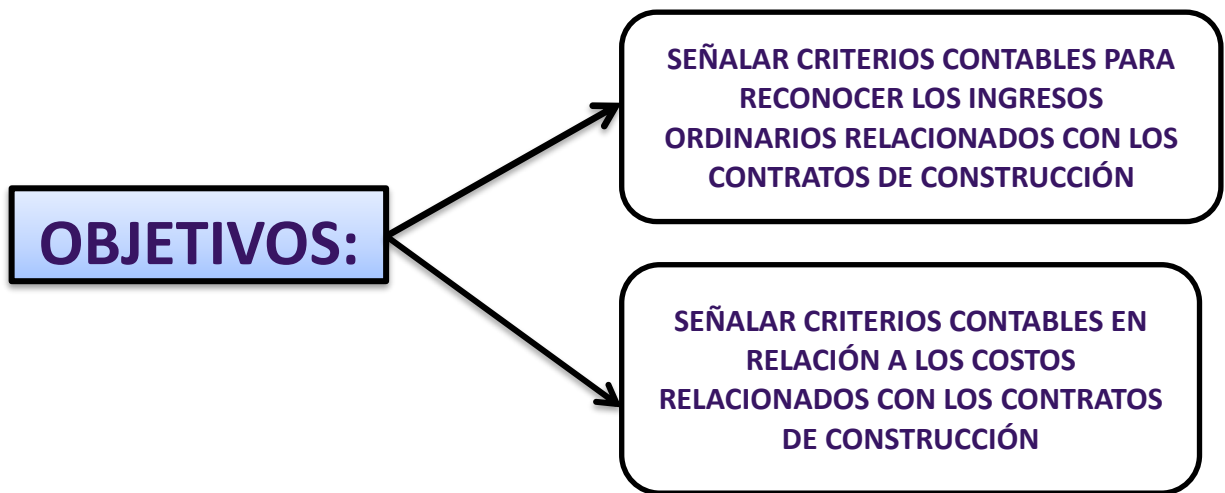 OBJETIVOS:
SEÑALAR CRITERIOS CONTABLES PARA
RECONOCER LOS INGRESOS
ORDINARIOS RELACIONADOS CON LOS
CONTRATOS DE CONSTRUCCIÓN
SEÑALAR CRITERIOS CONTABLES EN
RELACIÓN A LOS COSTOS
RELACIONADOS CON LOS CONTRATOS
DE CONSTRUCCIÓN